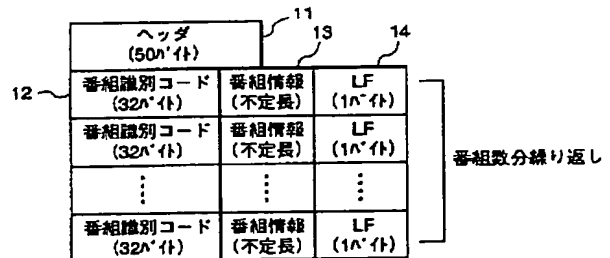 ヘッダ
(50ﾊﾞｲﾄ)
11
13
14
12
番組識別コード
(32ﾊﾞｲﾄ)
番組情報
(不定長)
LF
(1ﾊﾞｲﾄ)
番組識別コード
(32ﾊﾞｲﾄ)
番組情報
(不定長)
LF
(1ﾊﾞｲﾄ)
番組数分繰り返し
番組識別コード
(32ﾊﾞｲﾄ)
番組情報
(不定長)
LF
(1ﾊﾞｲﾄ)